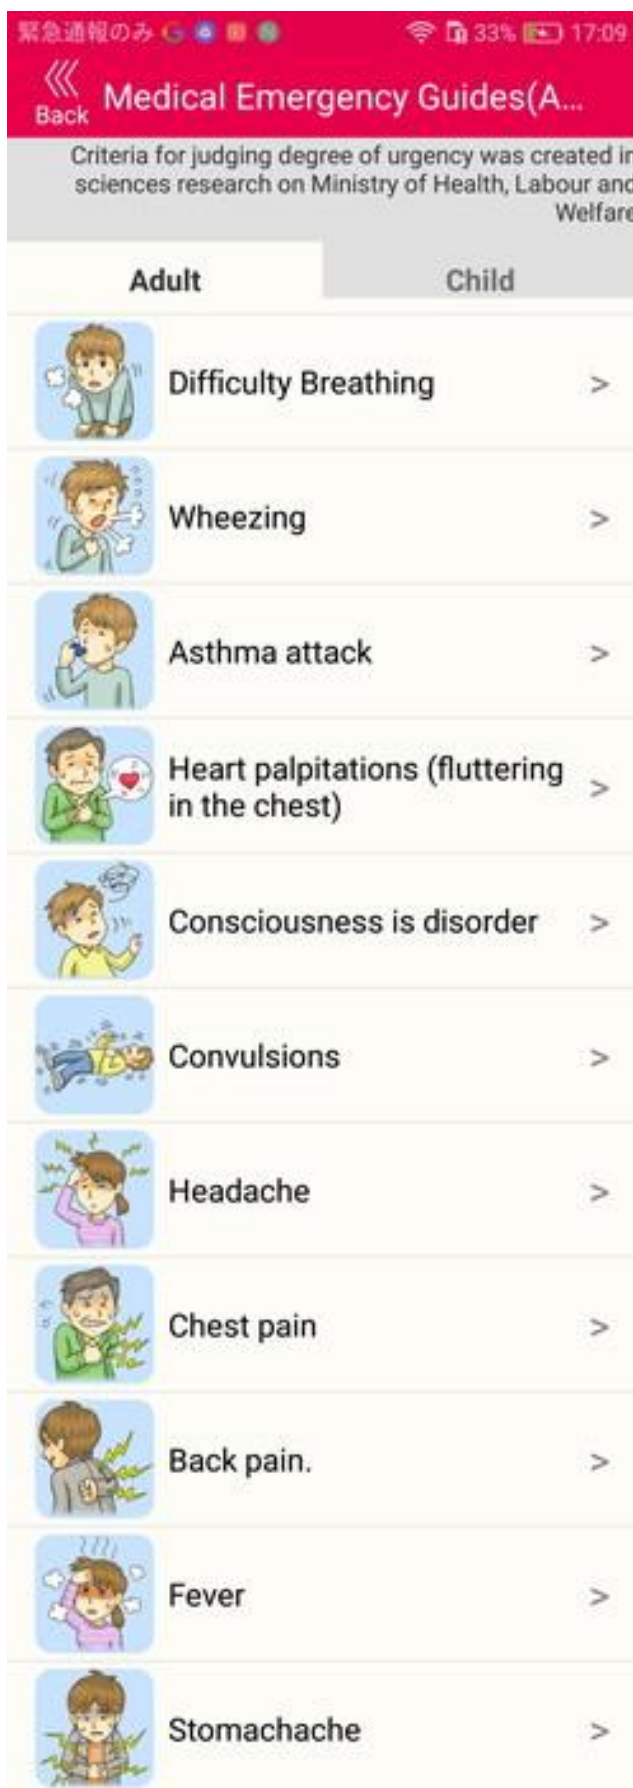 緊急通報のみ 33% 17:09
Back Medical Emergency Guides(A...
Criteria for judging degree of urgency was created in
sciences research on Ministry of Health, Labour and
Welfare
Adult Child
Difficulty Breathing >
Wheezing >
Asthma attack >
Heart palpitations (fluttering
in the chest) >
Consciousness is disorder >
Convulsions >
Headache >
Chest pain >
Back pain. >
Fever >
Stomachache >